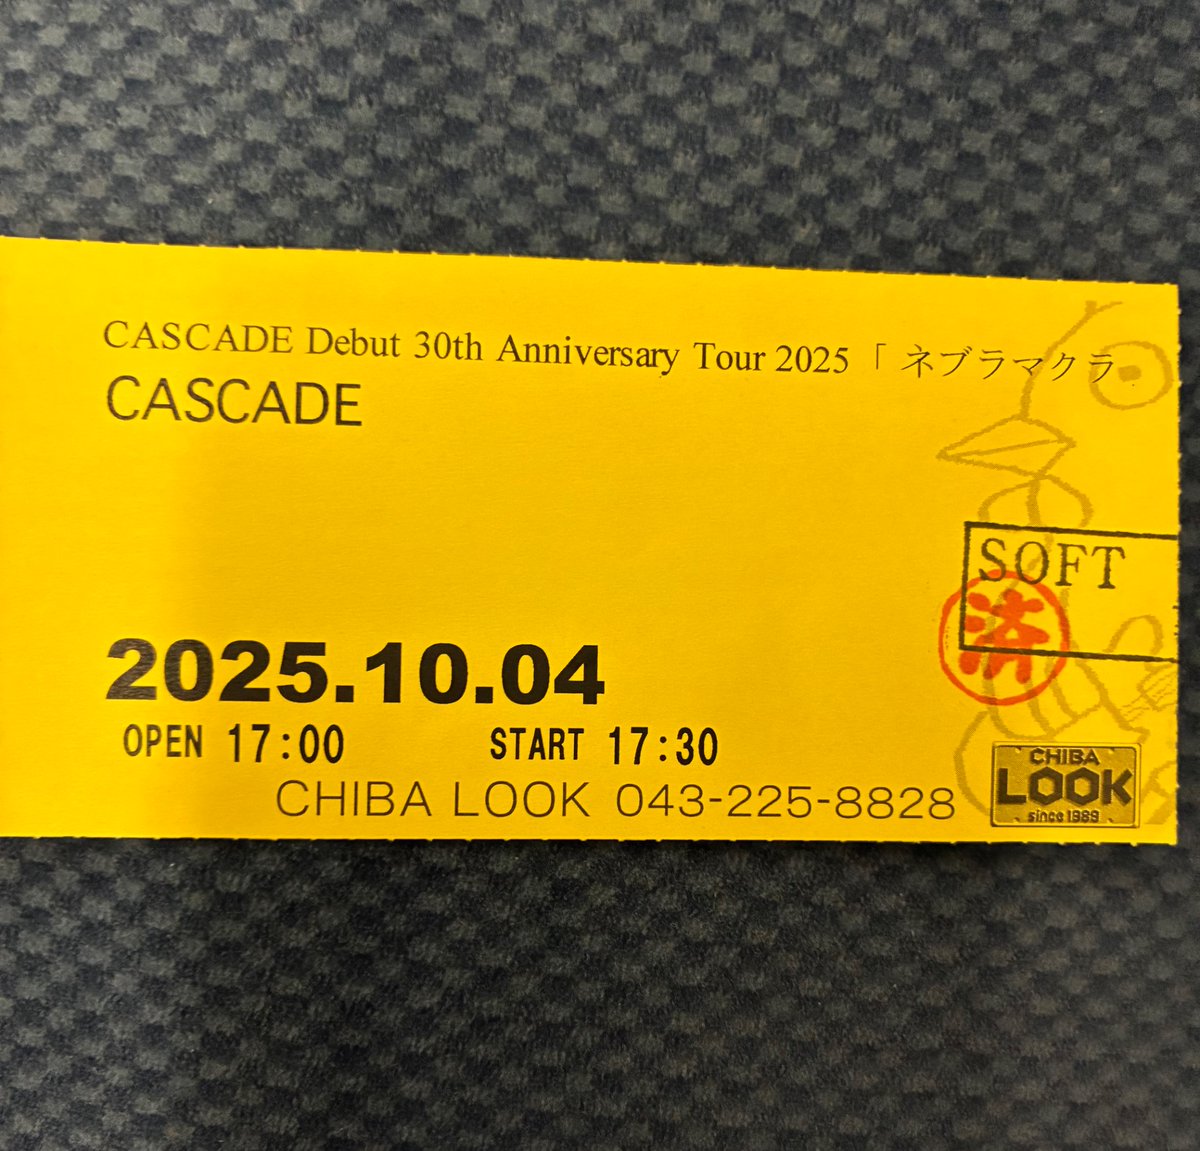 CASCADE Debut 30th Anniversary Tour 2025 「 ネブラマクラ
CASCADE
SOFT
済
2025.10.04
OPEN 17:00 START 17:30
CHIBA LOOK 043-225-8828
CHIBA
LOOK
since 1989